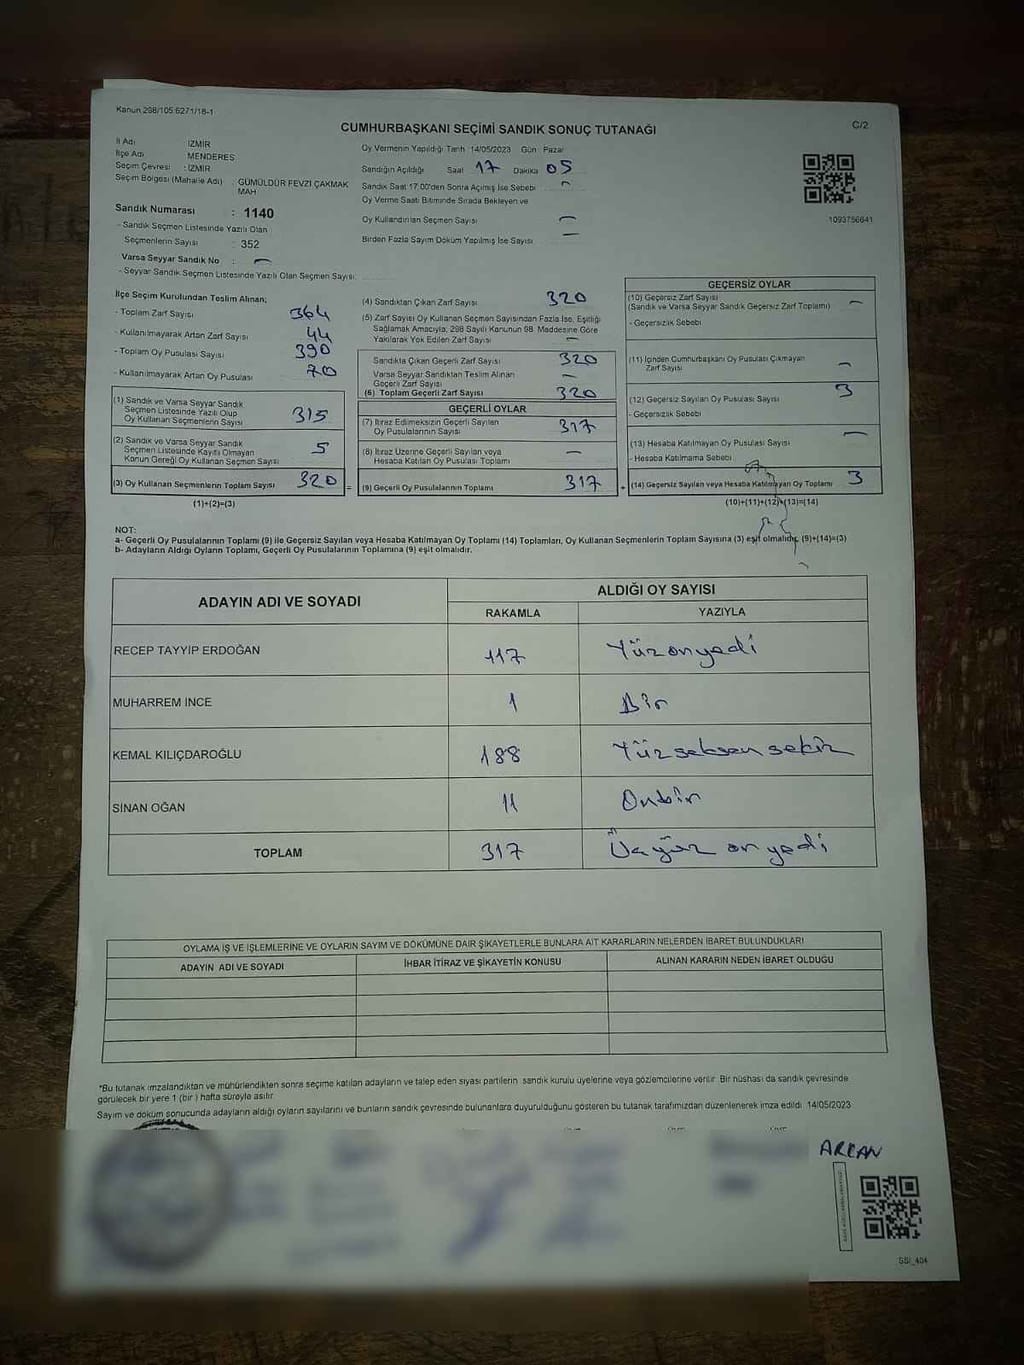 Kanun 298/105 6271/18-1
C/2
CUMHURBAŞKANI SEÇİMİ SANDIK SONUÇ TUTANAĞI
İl Adı : İZMİR
İlçe Adı : MENDERES
Seçim Çevresi : İZMİR
Seçim Bölgesi (Mahalle Adı) : GÜMÜLDÜR FEVZİ ÇAKMAK MAH
Sandık Numarası : 1140
- Sandık Seçmen Listesinde Yazılı Olan
Seçmenlerin Sayısı : 352
Varsa Seyyar Sandık No : —
- Seyyar Sandık Seçmen Listesinde Yazılı Olan Seçmen Sayısı:
Oy Vermenin Yapıldığı Tarih 14/05/2023 Gün : Pazar
Sandığın Açıldığı Saat 17 Dakika 05
Sandık Saat 17.00'den Sonra Açılmış İse Sebebi —
Oy Verme Saati Bitiminde Sırada Bekleyen ve
Oy Kullandırılan Seçmen Sayısı —
Birden Fazla Sayım Döküm Yapılmış İse Sayısı —
1093756641
İlçe Seçim Kurulundan Teslim Alınan;
- Toplam Zarf Sayısı 364
- Kullanılmayarak Artan Zarf Sayısı 44
- Toplam Oy Pusulası Sayısı 390
- Kullanılmayarak Artan Oy Pusulası 70
(1) Sandık ve Varsa Seyyar Sandık
Seçmen Listesinde Yazılı Olup
Oy Kullanan Seçmenlerin Sayısı 315
(2) Sandık ve Varsa Seyyar Sandık
Seçmen Listesinde Kayıtlı Olmayan
Kanun Gereği Oy Kullanan Seçmen Sayısı 5
(3) Oy Kullanan Seçmenlerin Toplam Sayısı 320
(1)+(2)=(3)
(4) Sandıktan Çıkan Zarf Sayısı 320
(5) Zarf Sayısı Oy Kullanan Seçmen Sayısından Fazla İse, Eşitliği
Sağlamak Amacıyla, 298 Sayılı Kanunun 98. Maddesine Göre
Yakılarak Yok Edilen Zarf Sayısı —
Sandıkta Çıkan Geçerli Zarf Sayısı 320
Varsa Seyyar Sandıktan Teslim Alınan
Geçerli Zarf Sayısı —
(6) Toplam Geçerli Zarf Sayısı 320
GEÇERLİ OYLAR
(7) İtiraz Edilmeksizin Geçerli Sayılan
Oy Pusulalarının Sayısı 317
(8) İtiraz Üzerine Geçerli Sayılan veya
Hesaba Katılan Oy Pusulası Toplamı —
= (9) Geçerli Oy Pusulalarının Toplamı 317
GEÇERSİZ OYLAR
(10) Geçersiz Zarf Sayısı
(Sandık ve Varsa Seyyar Sandık Geçersiz Zarf Toplamı) —
- Geçersizlik Sebebi
(11) İçinden Cumhurbaşkanı Oy Pusulası Çıkmayan
Zarf Sayısı —
(12) Geçersiz Sayılan Oy Pusulası Sayısı 3
- Geçersizlik Sebebi
(13) Hesaba Katılmayan Oy Pusulası Sayısı —
- Hesaba Katılmama Sebebi
+ (14) Geçersiz Sayılan veya Hesaba Katılmayan Oy Toplamı 3
(10)+(11)+(12)+(13)=(14)
NOT:
a- Geçerli Oy Pusulalarının Toplamı (9) ile Geçersiz Sayılan veya Hesaba Katılmayan Oy Toplamı (14) Toplamları, Oy Kullanan Seçmenlerin Toplam Sayısına (3) eşit olmalıdır. (9)+(14)=(3)
b- Adayların Aldığı Oyların Toplamı, Geçerli Oy Pusulalarının Toplamına (9) eşit olmalıdır.
ADAYIN ADI VE SOYADI
ALDIĞI OY SAYISI
RAKAMLA YAZIYLA
RECEP TAYYİP ERDOĞAN 117 Yüzonyedi
MUHARREM İNCE 1 Bir
KEMAL KILIÇDAROĞLU 188 Yüzseksensekiz
SİNAN OĞAN 11 Onbir
TOPLAM 317 Üçyüz onyedi
OYLAMA İŞ VE İŞLEMLERİNE VE OYLARIN SAYIM VE DÖKÜMÜNE DAİR ŞİKAYETLERLE BUNLARA AİT KARARLARIN NELERDEN İBARET BULUNDUKLARI
ADAYIN ADI VE SOYADI İHBAR İTİRAZ VE ŞİKAYETİN KONUSU ALINAN KARARIN NEDEN İBARET OLDUĞU
*Bu tutanak imzalandıktan ve mühürlendikten sonra seçime katılan adayların ve talep eden siyasi partilerin sandık kurulu üyelerine veya gözlemcilerine verilir. Bir nüshası da sandık çevresinde
görülecek bir yere 1 (bir) hafta süreyle asılır.
Sayım ve döküm sonucunda adayların aldığı oyların sayılarını ve bunların sandık çevresinde bulunanlara duyurulduğunu gösteren bu tutanak tarafımızdan düzenlenerek imza edildi. 14/05/2023
ARCAN
SSI_404